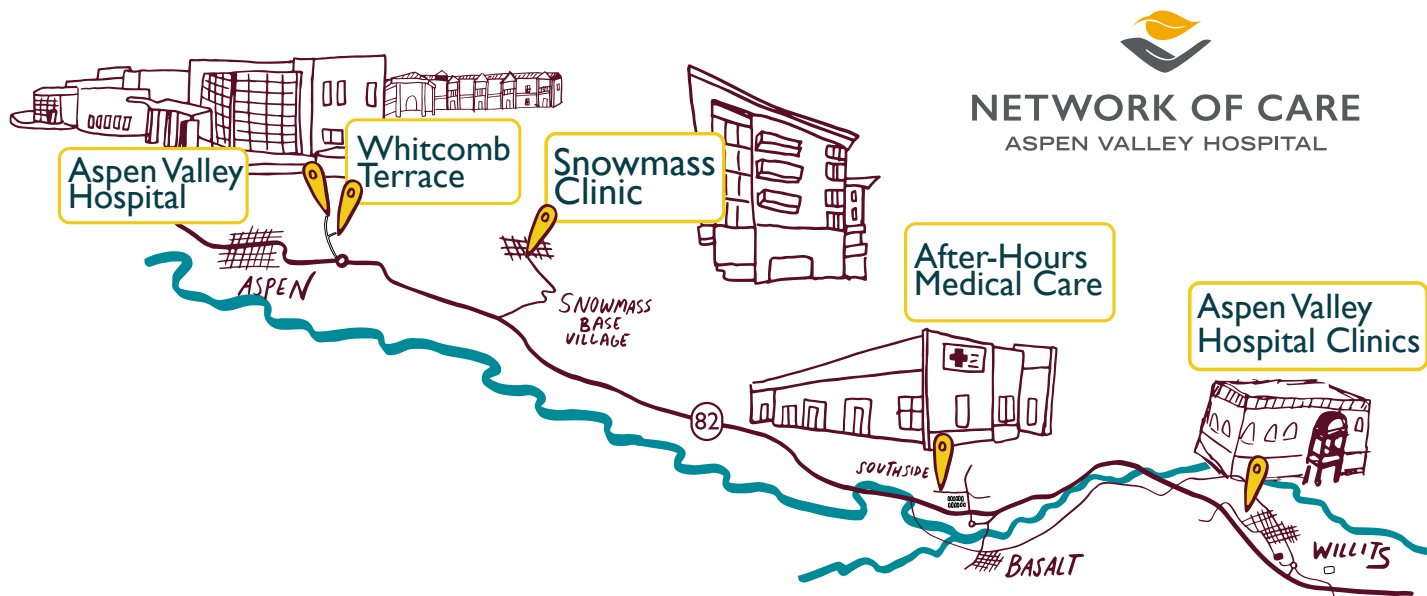 NETWORK OF CARE
ASPEN VALLEY HOSPITAL
Aspen Valley
Hospital
Whitcomb
Terrace
Snowmass
Clinic
After-Hours
Medical Care
Aspen Valley
Hospital Clinics
ASPEN
SNOWMASS
BASE
VILLAGE
82
SOUTHSIDE
BASALT
WILLITS